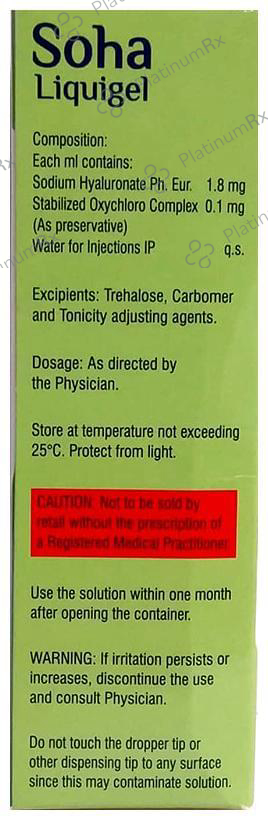 Soha
Liquigel
Composition:
Each ml contains:
Sodium Hyaluronate Ph. Eur. 1.8 mg
Stabilized Oxychloro Complex 0.1 mg
(As preservative)
Water for Injections IP q.s.
Excipients: Trehalose, Carbomer
and Tonicity adjusting agents.
Dosage: As directed by
the Physician.
Store at temperature not exceeding
25°C. Protect from light.
CAUTION: Not to be sold by
retail without the prescription of
a Registered Medical Practitioner
Use the solution within one month
after opening the container.
WARNING: If irritation persists or
increases, discontinue the use
and consult Physician.
Do not touch the dropper tip or
other dispensing tip to any surface
since this may contaminate solution.
PlatinumRx
PlatinumRx
PlatinumRx
PlatinumRx